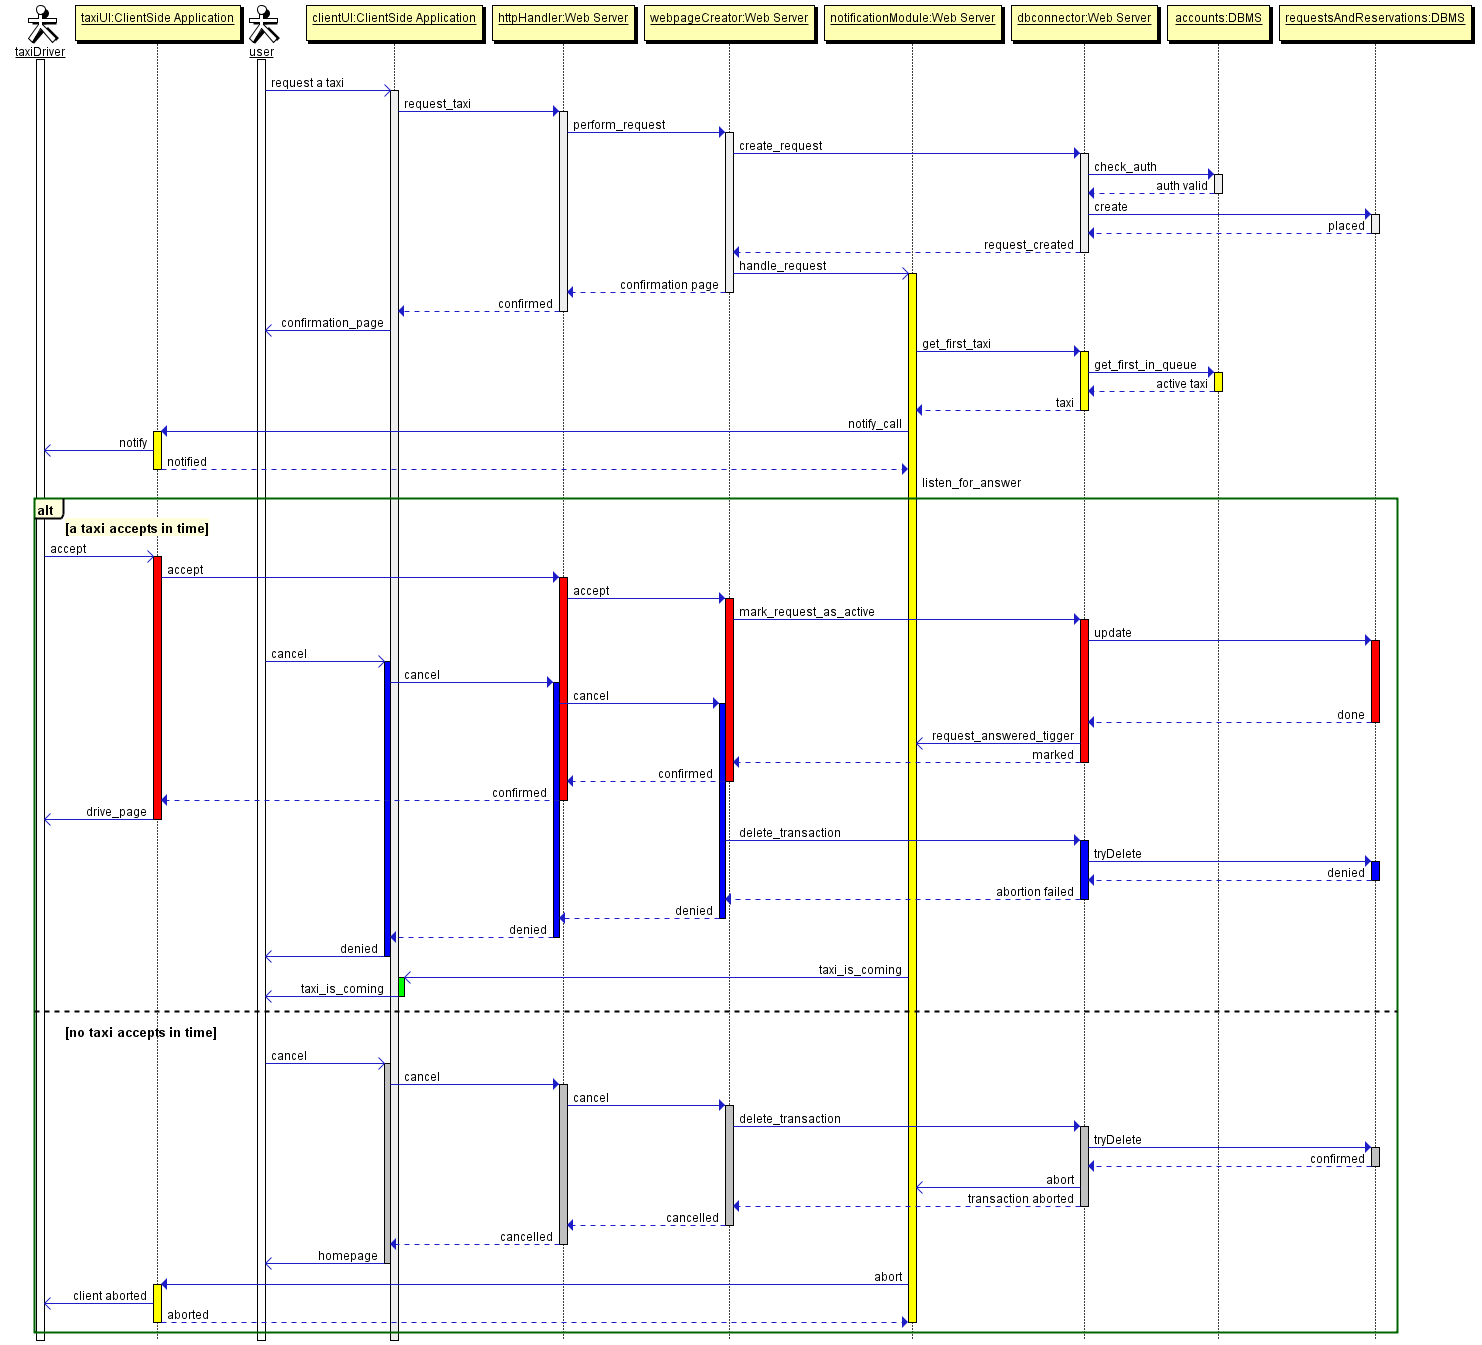 taxiDriver
taxiUI:ClientSide Application
user
clientUI:ClientSide Application
httpHandler:Web Server
webpageCreator:Web Server
notificationModule:Web Server
dbconnector:Web Server
accounts:DBMS
requestsAndReservations:DBMS
request a taxi
request_taxi
perform_request
create_request
check_auth
auth valid
create
placed
request_created
handle_request
confirmation page
confirmed
confirmation_page
get_first_taxi
get_first_in_queue
active taxi
taxi
notify_call
notify
notified
listen_for_answer
alt
[a taxi accepts in time]
accept
accept
accept
mark_request_as_active
update
cancel
cancel
cancel
done
request_answered_tigger
marked
confirmed
confirmed
drive_page
delete_transaction
tryDelete
denied
abortion failed
denied
denied
denied
taxi_is_coming
taxi_is_coming
[no taxi accepts in time]
cancel
cancel
cancel
delete_transaction
tryDelete
confirmed
abort
transaction aborted
cancelled
cancelled
homepage
abort
client aborted
aborted